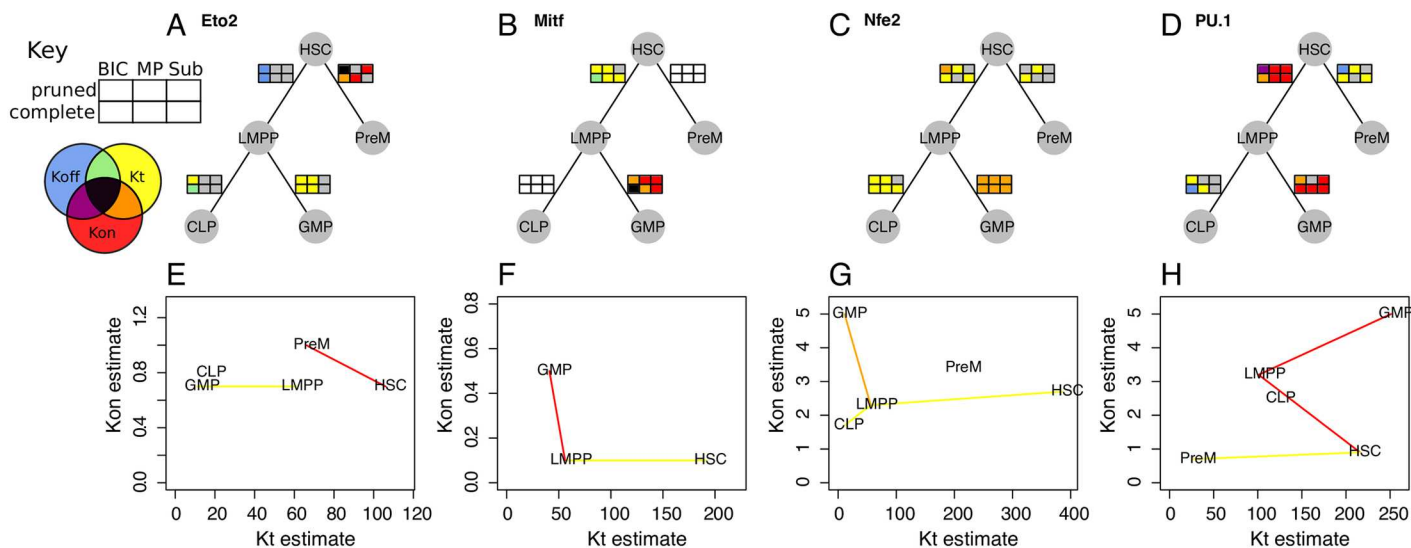 A Eto2
B Mitf
C Nfe2
D PU.1
Key
BIC MP Sub
pruned
complete
Koff Kt
Kon
HSC
LMPP PreM
CLP GMP
HSC
LMPP PreM
CLP GMP
HSC
LMPP PreM
CLP GMP
HSC
LMPP PreM
CLP GMP
E
Kon estimate
0.0 0.4 0.8 1.2
PreM
CLP
GMP LMPP HSC
0 20 40 60 80 100 120
Kt estimate
F
Kon estimate
0.0 0.2 0.4 0.6 0.8
GMP
LMPP HSC
0 50 100 150 200
Kt estimate
G
Kon estimate
0 1 2 3 4 5
GMP
PreM
HSC
LMPP
CLP
0 100 200 300 400
Kt estimate
H
Kon estimate
0 1 2 3 4 5
GMP
LMPP
CLP
HSC
PreM
0 50 100 150 200 250
Kt estimate